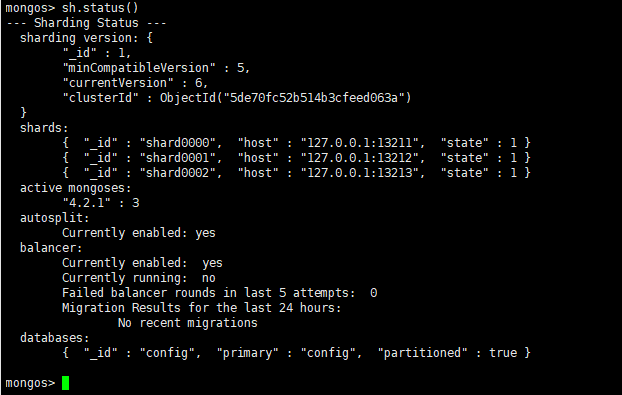 mongos> sh.status()
--- Sharding Status ---
  sharding version: {
        "_id" : 1,
        "minCompatibleVersion" : 5,
        "currentVersion" : 6,
        "clusterId" : ObjectId("5de70fc52b514b3cfeed063a")
  }
  shards:
        {  "_id" : "shard0000",  "host" : "127.0.0.1:13211",  "state" : 1 }
        {  "_id" : "shard0001",  "host" : "127.0.0.1:13212",  "state" : 1 }
        {  "_id" : "shard0002",  "host" : "127.0.0.1:13213",  "state" : 1 }
  active mongoses:
        "4.2.1" : 3
  autosplit:
        Currently enabled: yes
  balancer:
        Currently enabled:  yes
        Currently running:  no
        Failed balancer rounds in last 5 attempts:  0
        Migration Results for the last 24 hours:
                No recent migrations
  databases:
        {  "_id" : "config",  "primary" : "config",  "partitioned" : true }
mongos>